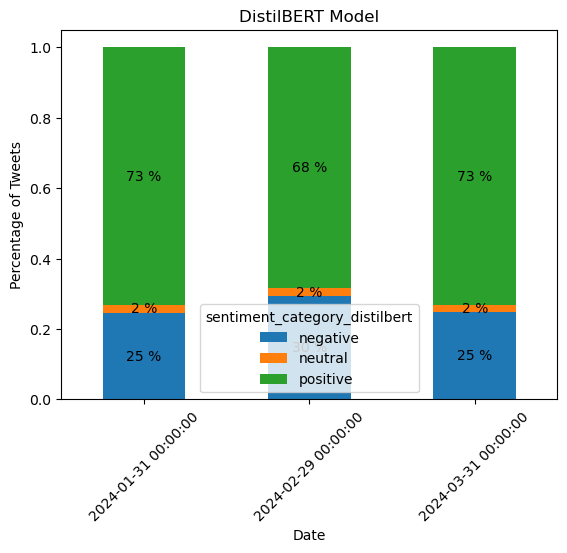 DistilBERT Model
Percentage of Tweets
1.0
0.8
0.6
0.4
0.2
0.0
73 %
68 %
73 %
2 %
2 %
2 %
25 %
25 %
sentiment_category_distilbert
negative
neutral
positive
2024-01-31 00:00:00
2024-02-29 00:00:00
2024-03-31 00:00:00
Date